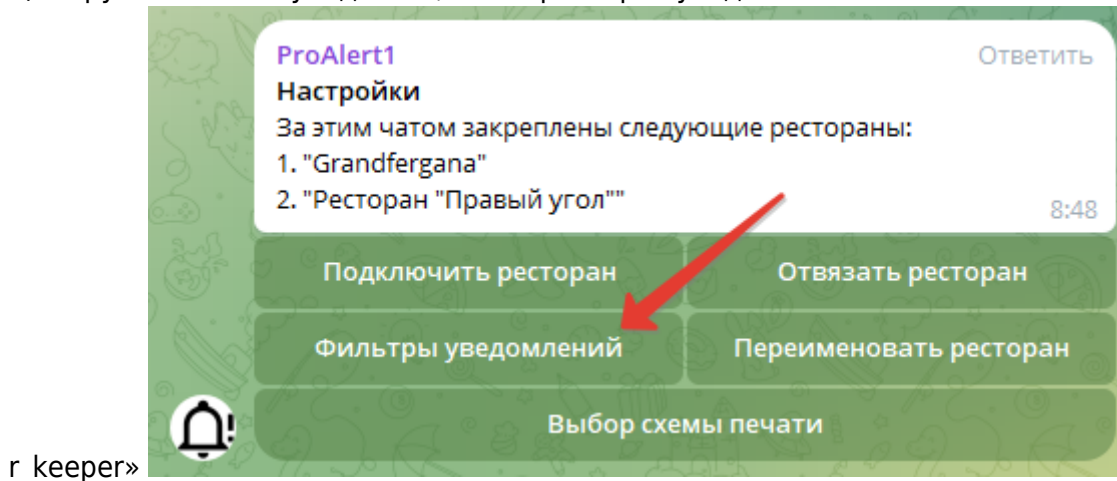 ProAlert1 Ответить
Настройки
За этим чатом закреплены следующие рестораны:
1. "Grandfergana"
2. "Ресторан "Правый угол""
8:48
Подключить ресторан Отвязать ресторан
Фильтры уведомлений Переименовать ресторан
Выбор схемы печати
r keeper»